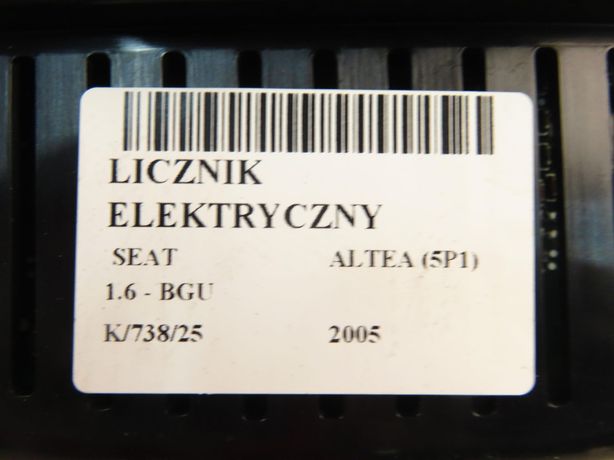 LICZNIK
ELEKTRYCZNY
SEAT ALTEA (5P1)
1.6 - BGU
K/738/25 2005